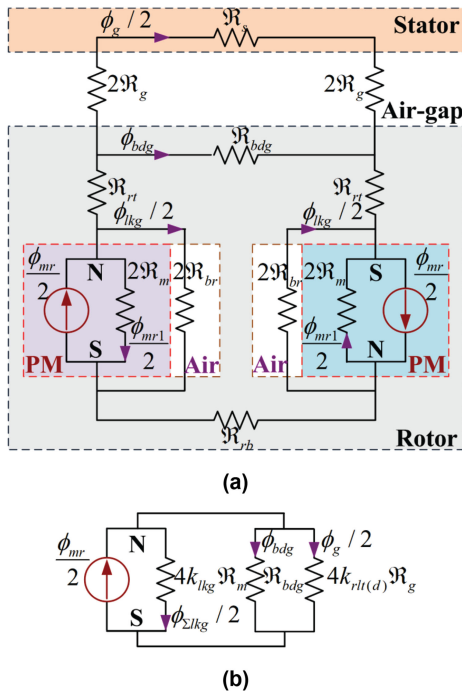 ϕg / 2 ℜs Stator
2ℜg 2ℜg
Air-gap
ϕbdg ℜbdg
ℜrt ℜrt
ϕlkg / 2 ϕlkg / 2
ϕmr/2 N 2ℜm 2ℜbr 2ℜbr 2ℜm S ϕmr/2
ϕmr1/2 ϕmr1/2
PM S Air Air N PM
ℜrb Rotor
(a)
ϕmr/2 N ϕbdg ϕg / 2
4klkgℜm ℜbdg 4krlt(d)ℜg
S ϕΣlkg / 2
(b)